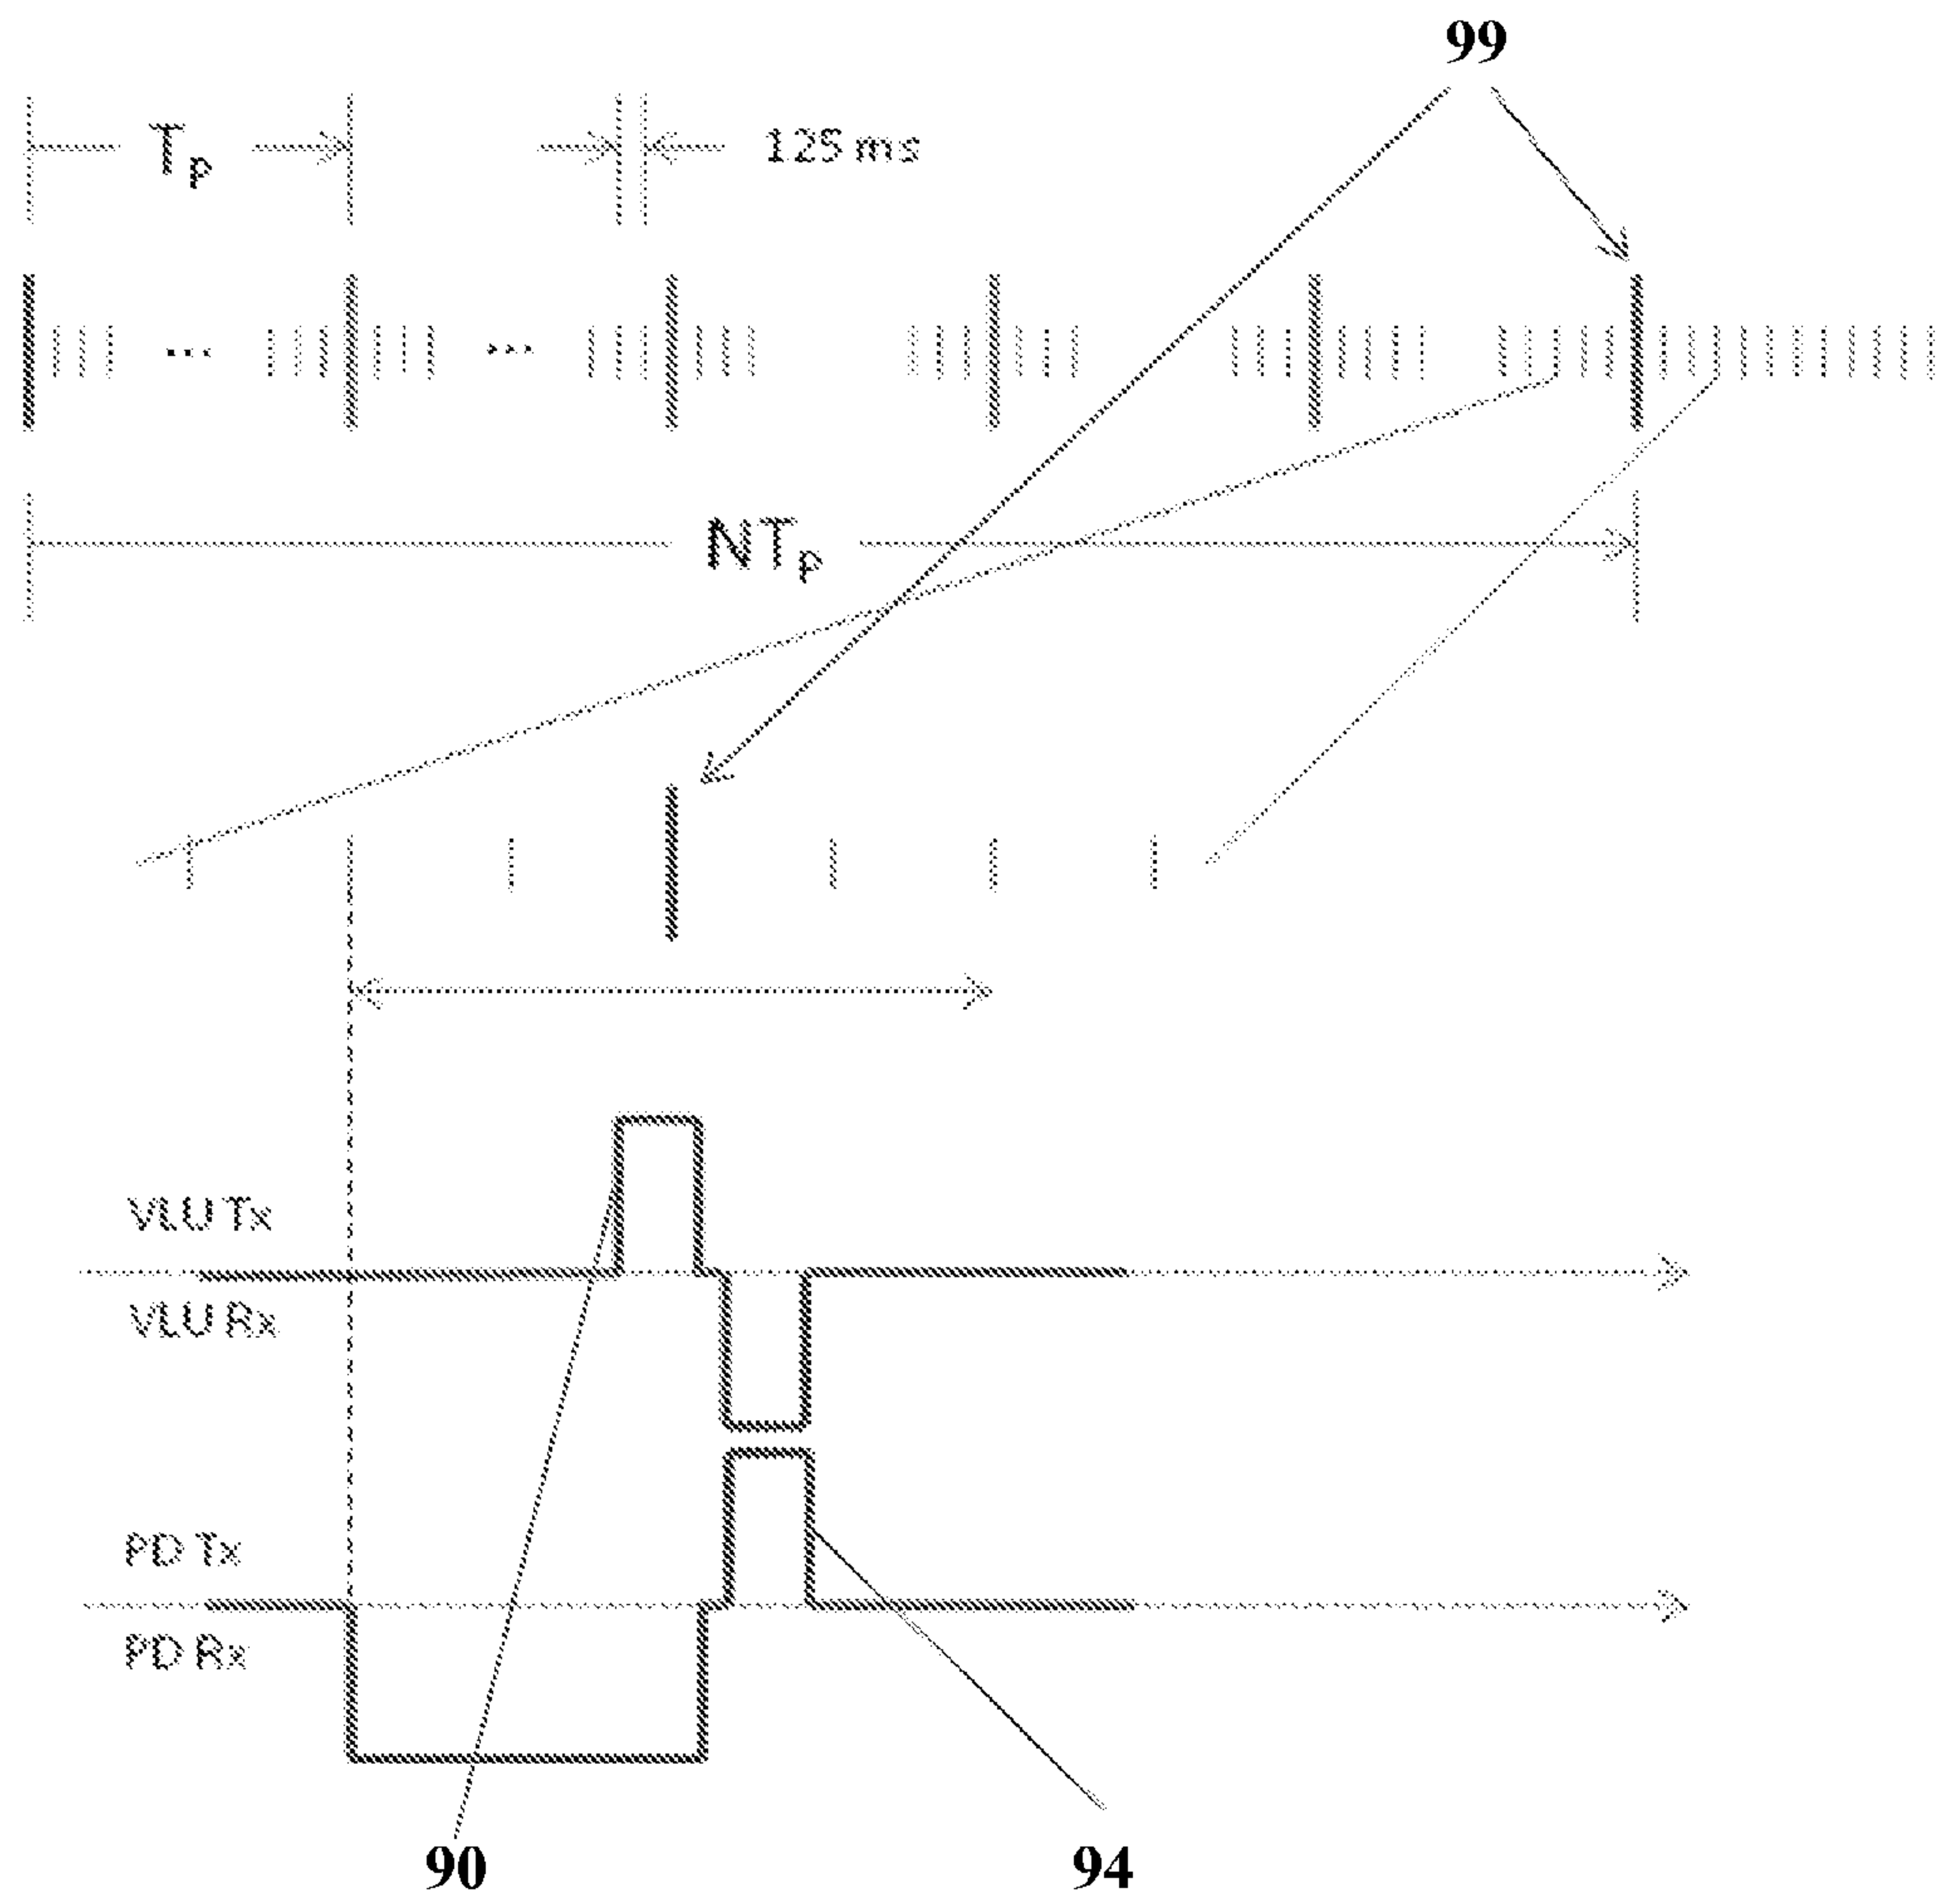 99
Tp
125 ms
... ...
NTp
VLU Tx
VLU Rx
PD Tx
PD Rx
90
94